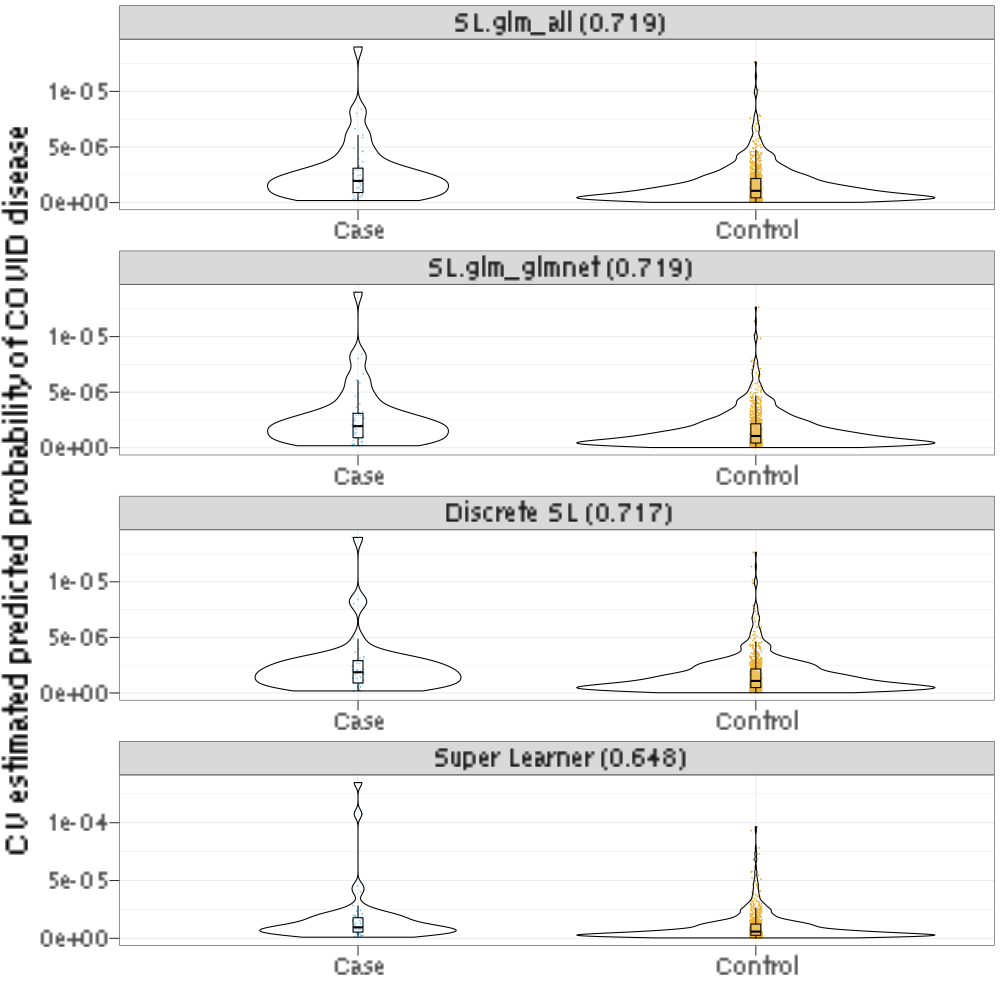 CV estimated predicted probability of COVID disease
SL.glm_all (0.719)
1e-05
5e-06
0e+00
Case Control
SL.glm_glmnet (0.719)
1e-05
5e-06
0e+00
Case Control
Discrete SL (0.717)
1e-05
5e-06
0e+00
Case Control
Super Learner (0.648)
1e-04
5e-05
0e+00
Case Control